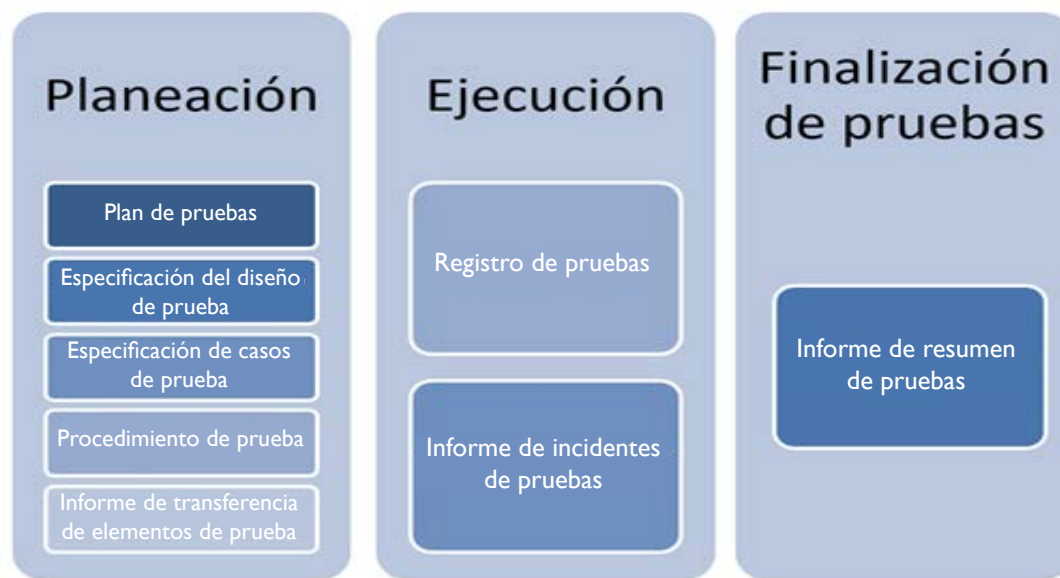 Planeación
Plan de pruebas
Especificación del diseño
de prueba
Especificación de casos
de prueba
Procedimiento de prueba
Informe de transferencia
de elementos de prueba
Ejecución
Registro de pruebas
Informe de incidentes
de pruebas
Finalización
de pruebas
Informe de resumen
de pruebas